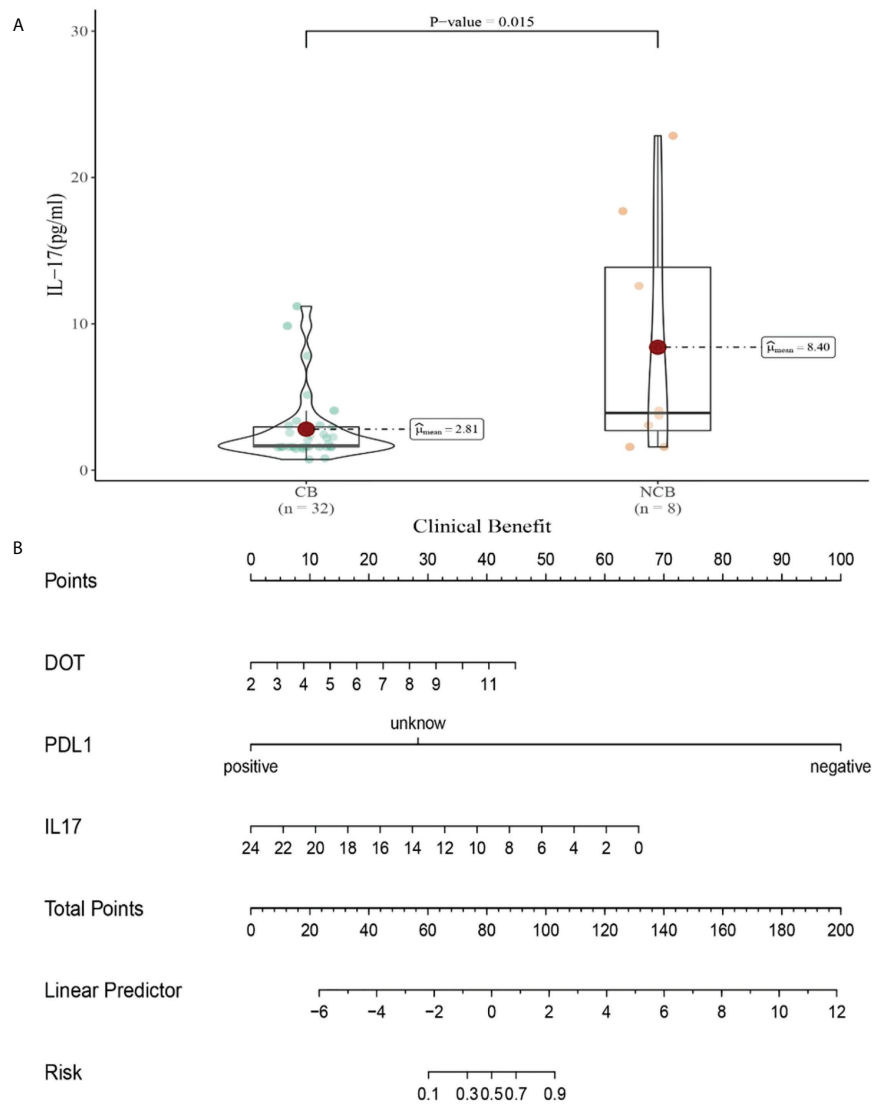 A
P−value = 0.015
30
20
10
0
IL−17(pg/ml)
μ̂mean = 2.81
μ̂mean = 8.40
CB
(n = 32)
NCB
(n = 8)
Clinical Benefit
B
Points
0 10 20 30 40 50 60 70 80 90 100
DOT
2 3 4 5 6 7 8 9 11
PDL1
unknow
positive
negative
IL17
24 22 20 18 16 14 12 10 8 6 4 2 0
Total Points
0 20 40 60 80 100 120 140 160 180 200
Linear Predictor
−6 −4 −2 0 2 4 6 8 10 12
Risk
0.1 0.3 0.5 0.7 0.9